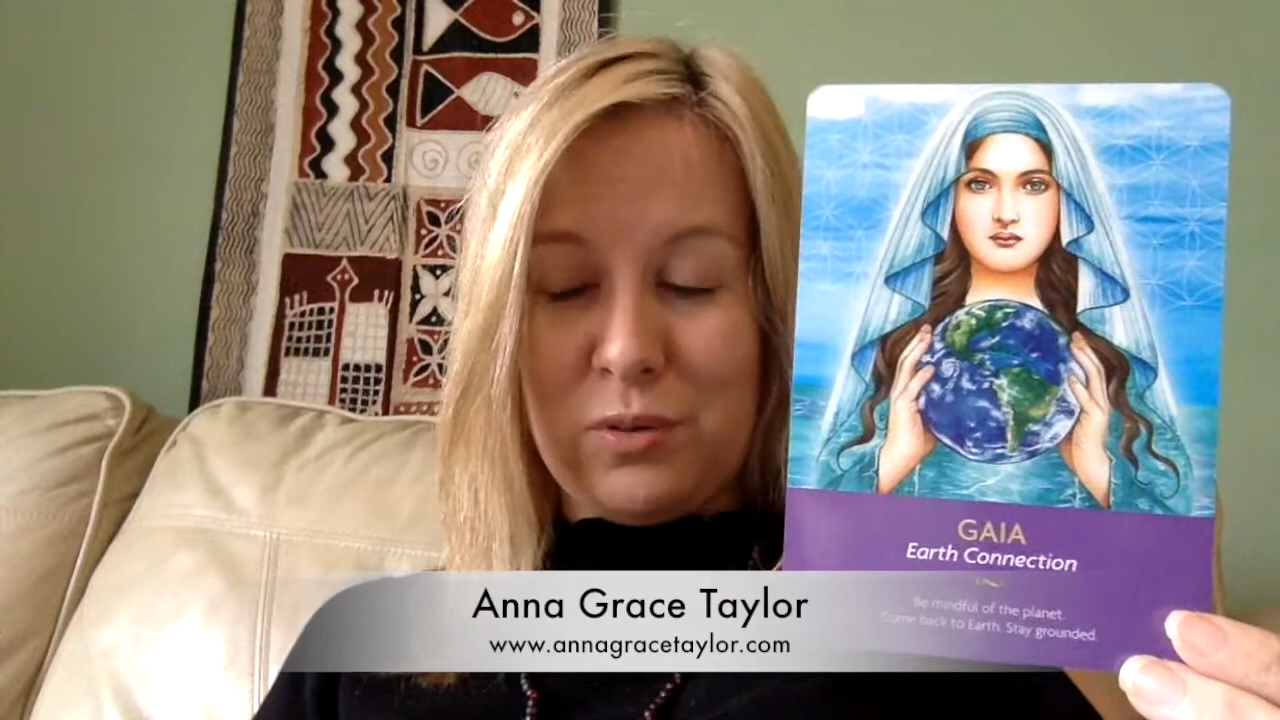 GAIA
Earth Connection
Be mindful of the planet.
Come back to Earth. Stay grounded.
Anna Grace Taylor
www.annagracetaylor.com